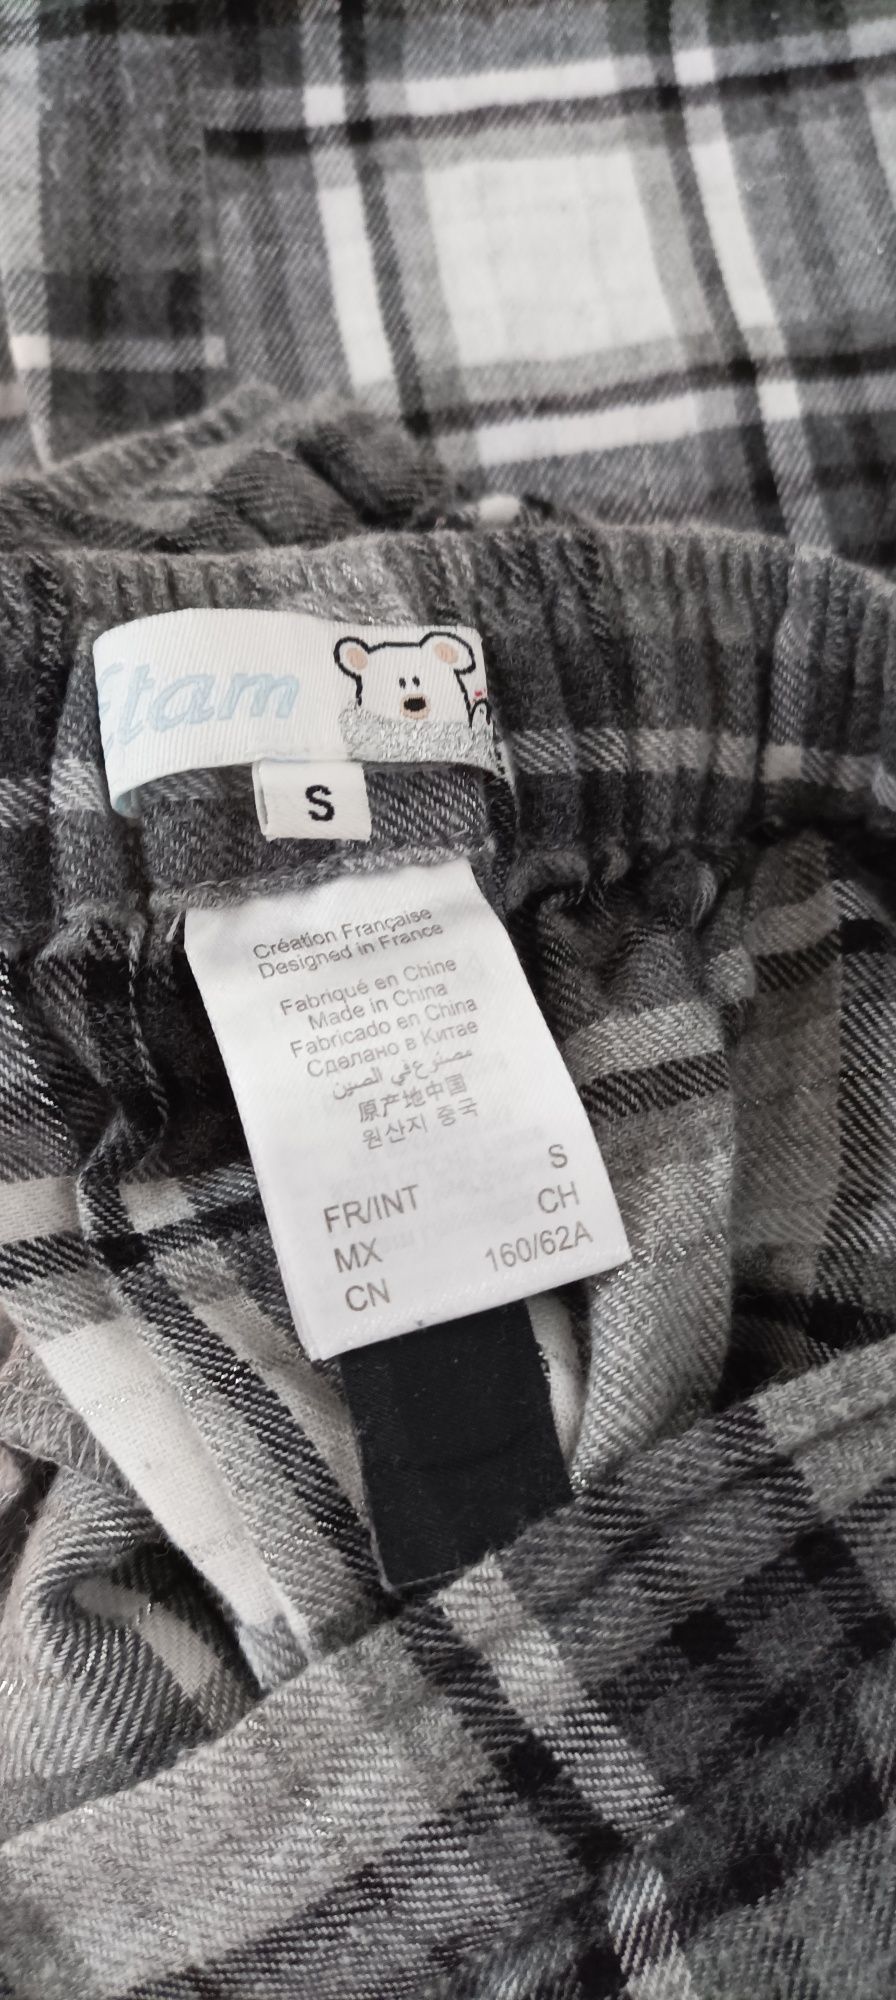 Etam
S
Création Française
Designed in France
Fabriqué en Chine
Made in China
Fabricado en China
Сделано в Китае
مصنوع في الصين
原产地中国
원산지 중국
FR/INT S
MX CH
CN 160/62A